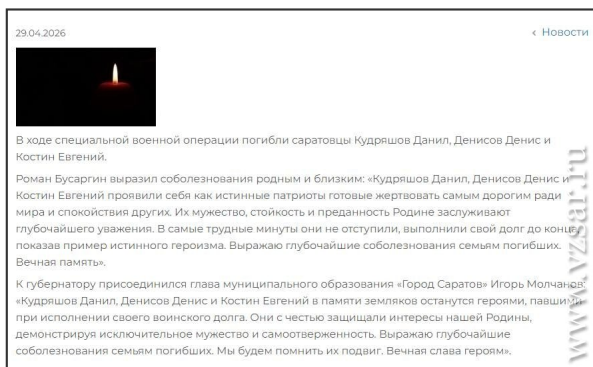 29.04.2026
‹ Новости
В ходе специальной военной операции погибли саратовцы Кудряшов Данил, Денисов Денис и
Костин Евгений.
Роман Бусаргин выразил соболезнования родным и близким: «Кудряшов Данил, Денисов Денис и
Костин Евгений проявили себя как истинные патриоты готовые жертвовать самым дорогим ради
мира и спокойствия других. Их мужество, стойкость и преданность Родине заслуживают
глубочайшего уважения. В самые трудные минуты они не отступили, выполнили свой долг до конца,
показав пример истинного героизма. Выражаю глубочайшие соболезнования семьям погибших.
Вечная память».
К губернатору присоединился глава муниципального образования «Город Саратов» Игорь Молчанов:
«Кудряшов Данил, Денисов Денис и Костин Евгений в памяти земляков останутся героями, павшими
при исполнении своего воинского долга. Они с честью защищали интересы нашей Родины,
демонстрируя исключительное мужество и самоотверженность. Выражаю глубочайшие
соболезнования семьям погибших. Мы будем помнить их подвиг. Вечная слава героям».
www.vzsar.ru